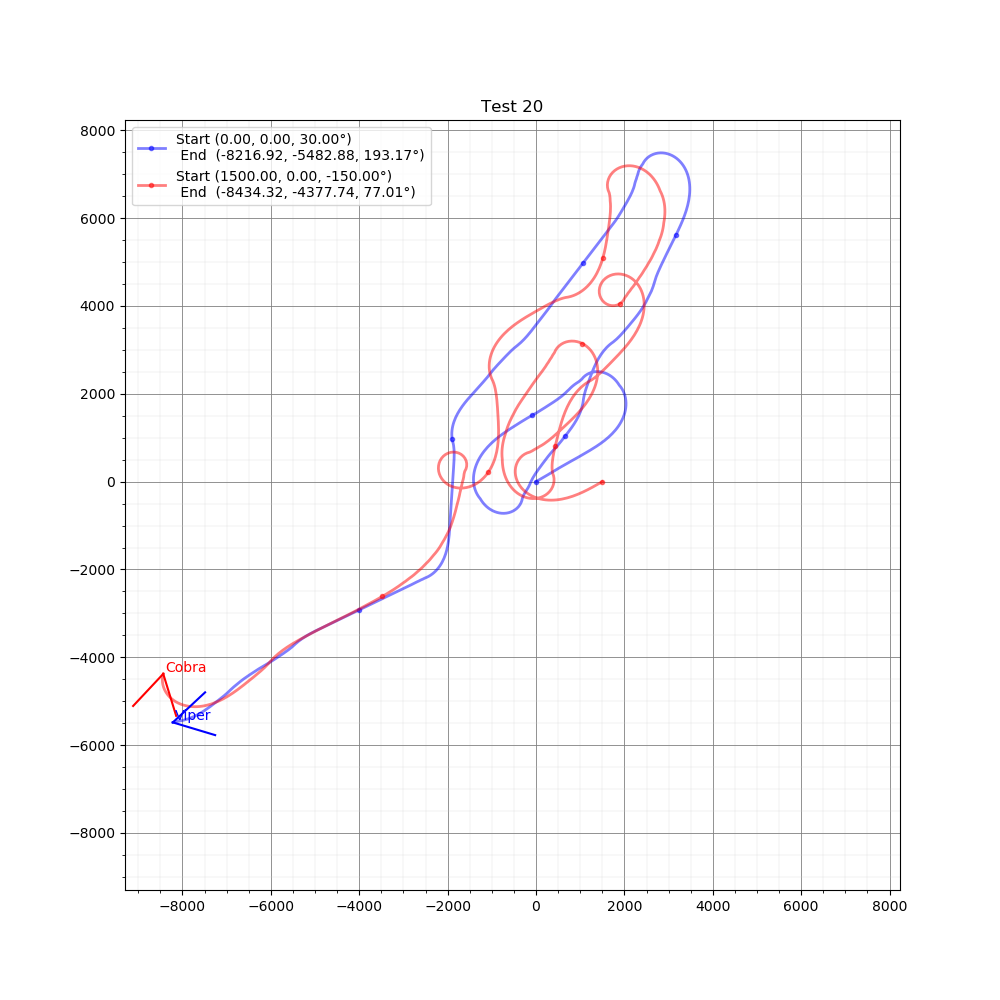 Test 20
Start (0.00, 0.00, 30.00°)
End (-8216.92, -5482.88, 193.17°)
Start (1500.00, 0.00, -150.00°)
End (-8434.32, -4377.74, 77.01°)
8000
6000
4000
2000
0
−2000
−4000
−6000
−8000
Cobra
Viper
−8000 −6000 −4000 −2000 0 2000 4000 6000 8000